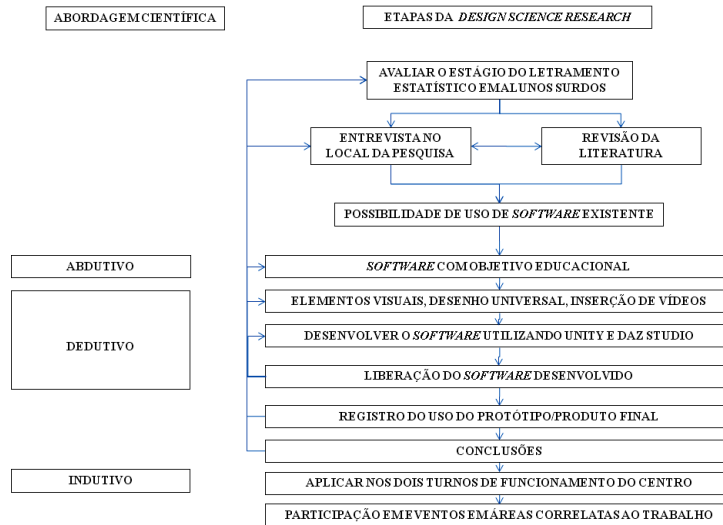 ABORDAGEM CIENTÍFICA
ETAPAS DA DESIGN SCIENCE RESEARCH
AVALIAR O ESTÁGIO DO LETRAMENTO
ESTATÍSTICO EM ALUNOS SURDOS
ENTREVISTA NO
LOCAL DA PESQUISA
REVISÃO DA
LITERATURA
POSSIBILIDADE DE USO DE SOFTWARE EXISTENTE
ABDUTIVO
SOFTWARE COM OBJETIVO EDUCACIONAL
ELEMENTOS VISUAIS, DESENHO UNIVERSAL, INSERÇÃO DE VÍDEOS
DEDUTIVO
DESENVOLVER O SOFTWARE UTILIZANDO UNITY E DAZ STUDIO
LIBERAÇÃO DO SOFTWARE DESENVOLVIDO
REGISTRO DO USO DO PROTÓTIPO/PRODUTO FINAL
CONCLUSÕES
INDUTIVO
APLICAR NOS DOIS TURNOS DE FUNCIONAMENTO DO CENTRO
PARTICIPAÇÃO EM EVENTOS EM ÁREAS CORRELATAS AO TRABALHO